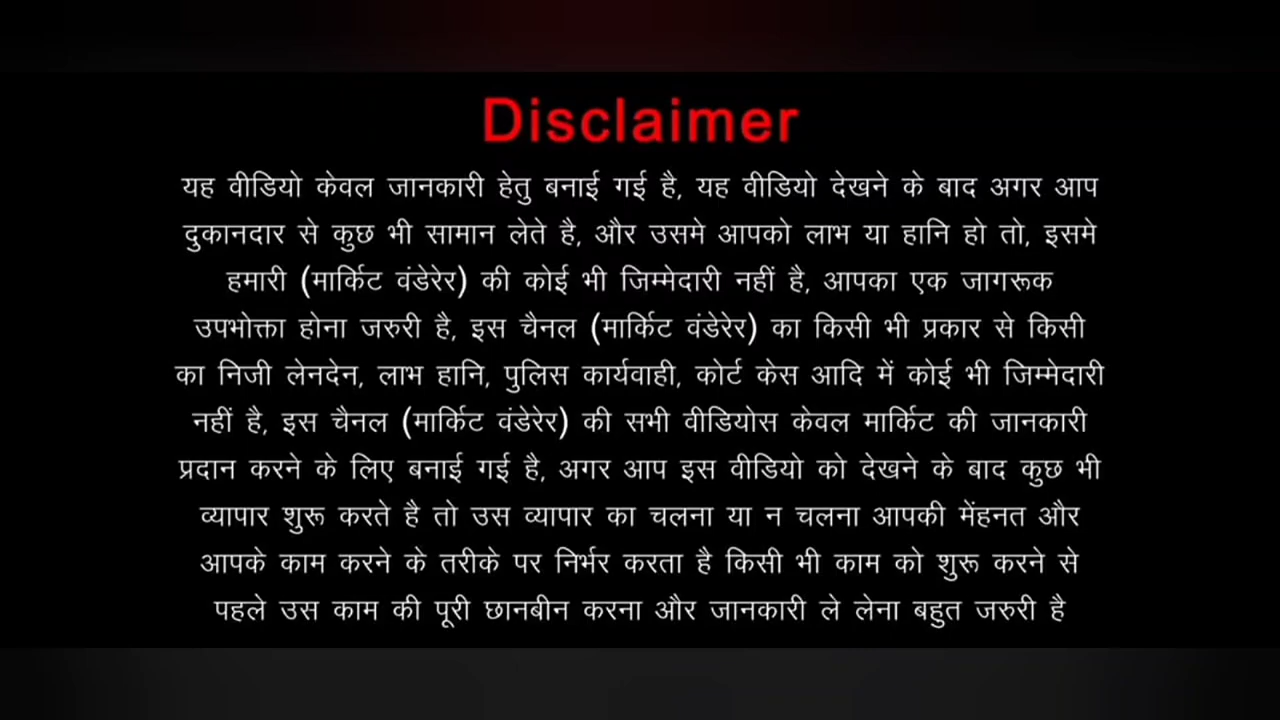 Disclaimer
यह वीडियो केवल जानकारी हेतु बनाई गई है, यह वीडियो देखने के बाद अगर आप
दुकानदार से कुछ भी सामान लेते है, और उसमे आपको लाभ या हानि हो तो, इसमे
हमारी (मार्किट वंडेरेर) की कोई भी जिम्मेदारी नहीं है, आपका एक जागरूक
उपभोक्ता होना जरुरी है, इस चैनल (मार्किट वंडेरेर) का किसी भी प्रकार से किसी
का निजी लेनदेन, लाभ हानि, पुलिस कार्यवाही, कोर्ट केस आदि में कोई भी जिम्मेदारी
नहीं है, इस चैनल (मार्किट वंडेरेर) की सभी वीडियोस केवल मार्किट की जानकारी
प्रदान करने के लिए बनाई गई है, अगर आप इस वीडियो को देखने के बाद कुछ भी
व्यापार शुरू करते है तो उस व्यापार का चलना या न चलना आपकी मेंहनत और
आपके काम करने के तरीके पर निर्भर करता है किसी भी काम को शुरू करने से
पहले उस काम की पूरी छानबीन करना और जानकारी ले लेना बहुत जरुरी है